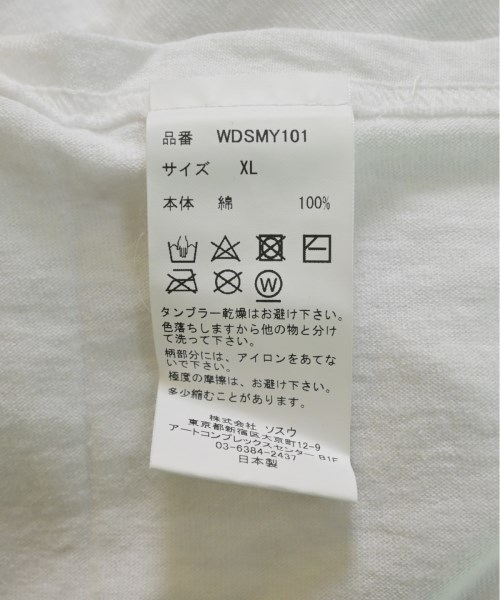 品番 WDSMY101
サイズ XL
本体 綿 100%
W
タンブラー乾燥はお避け下さい。
色落ちしますから他の物と分け
て洗って下さい。
柄部分には、アイロンをあてな
いで下さい。
極度の摩擦は、お避け下さい。
多少縮むことがあります。
株式会社 ソスウ
東京都新宿区大京町12-9
アートコンプレックスセンター B1F
03-6384-2437
日本製